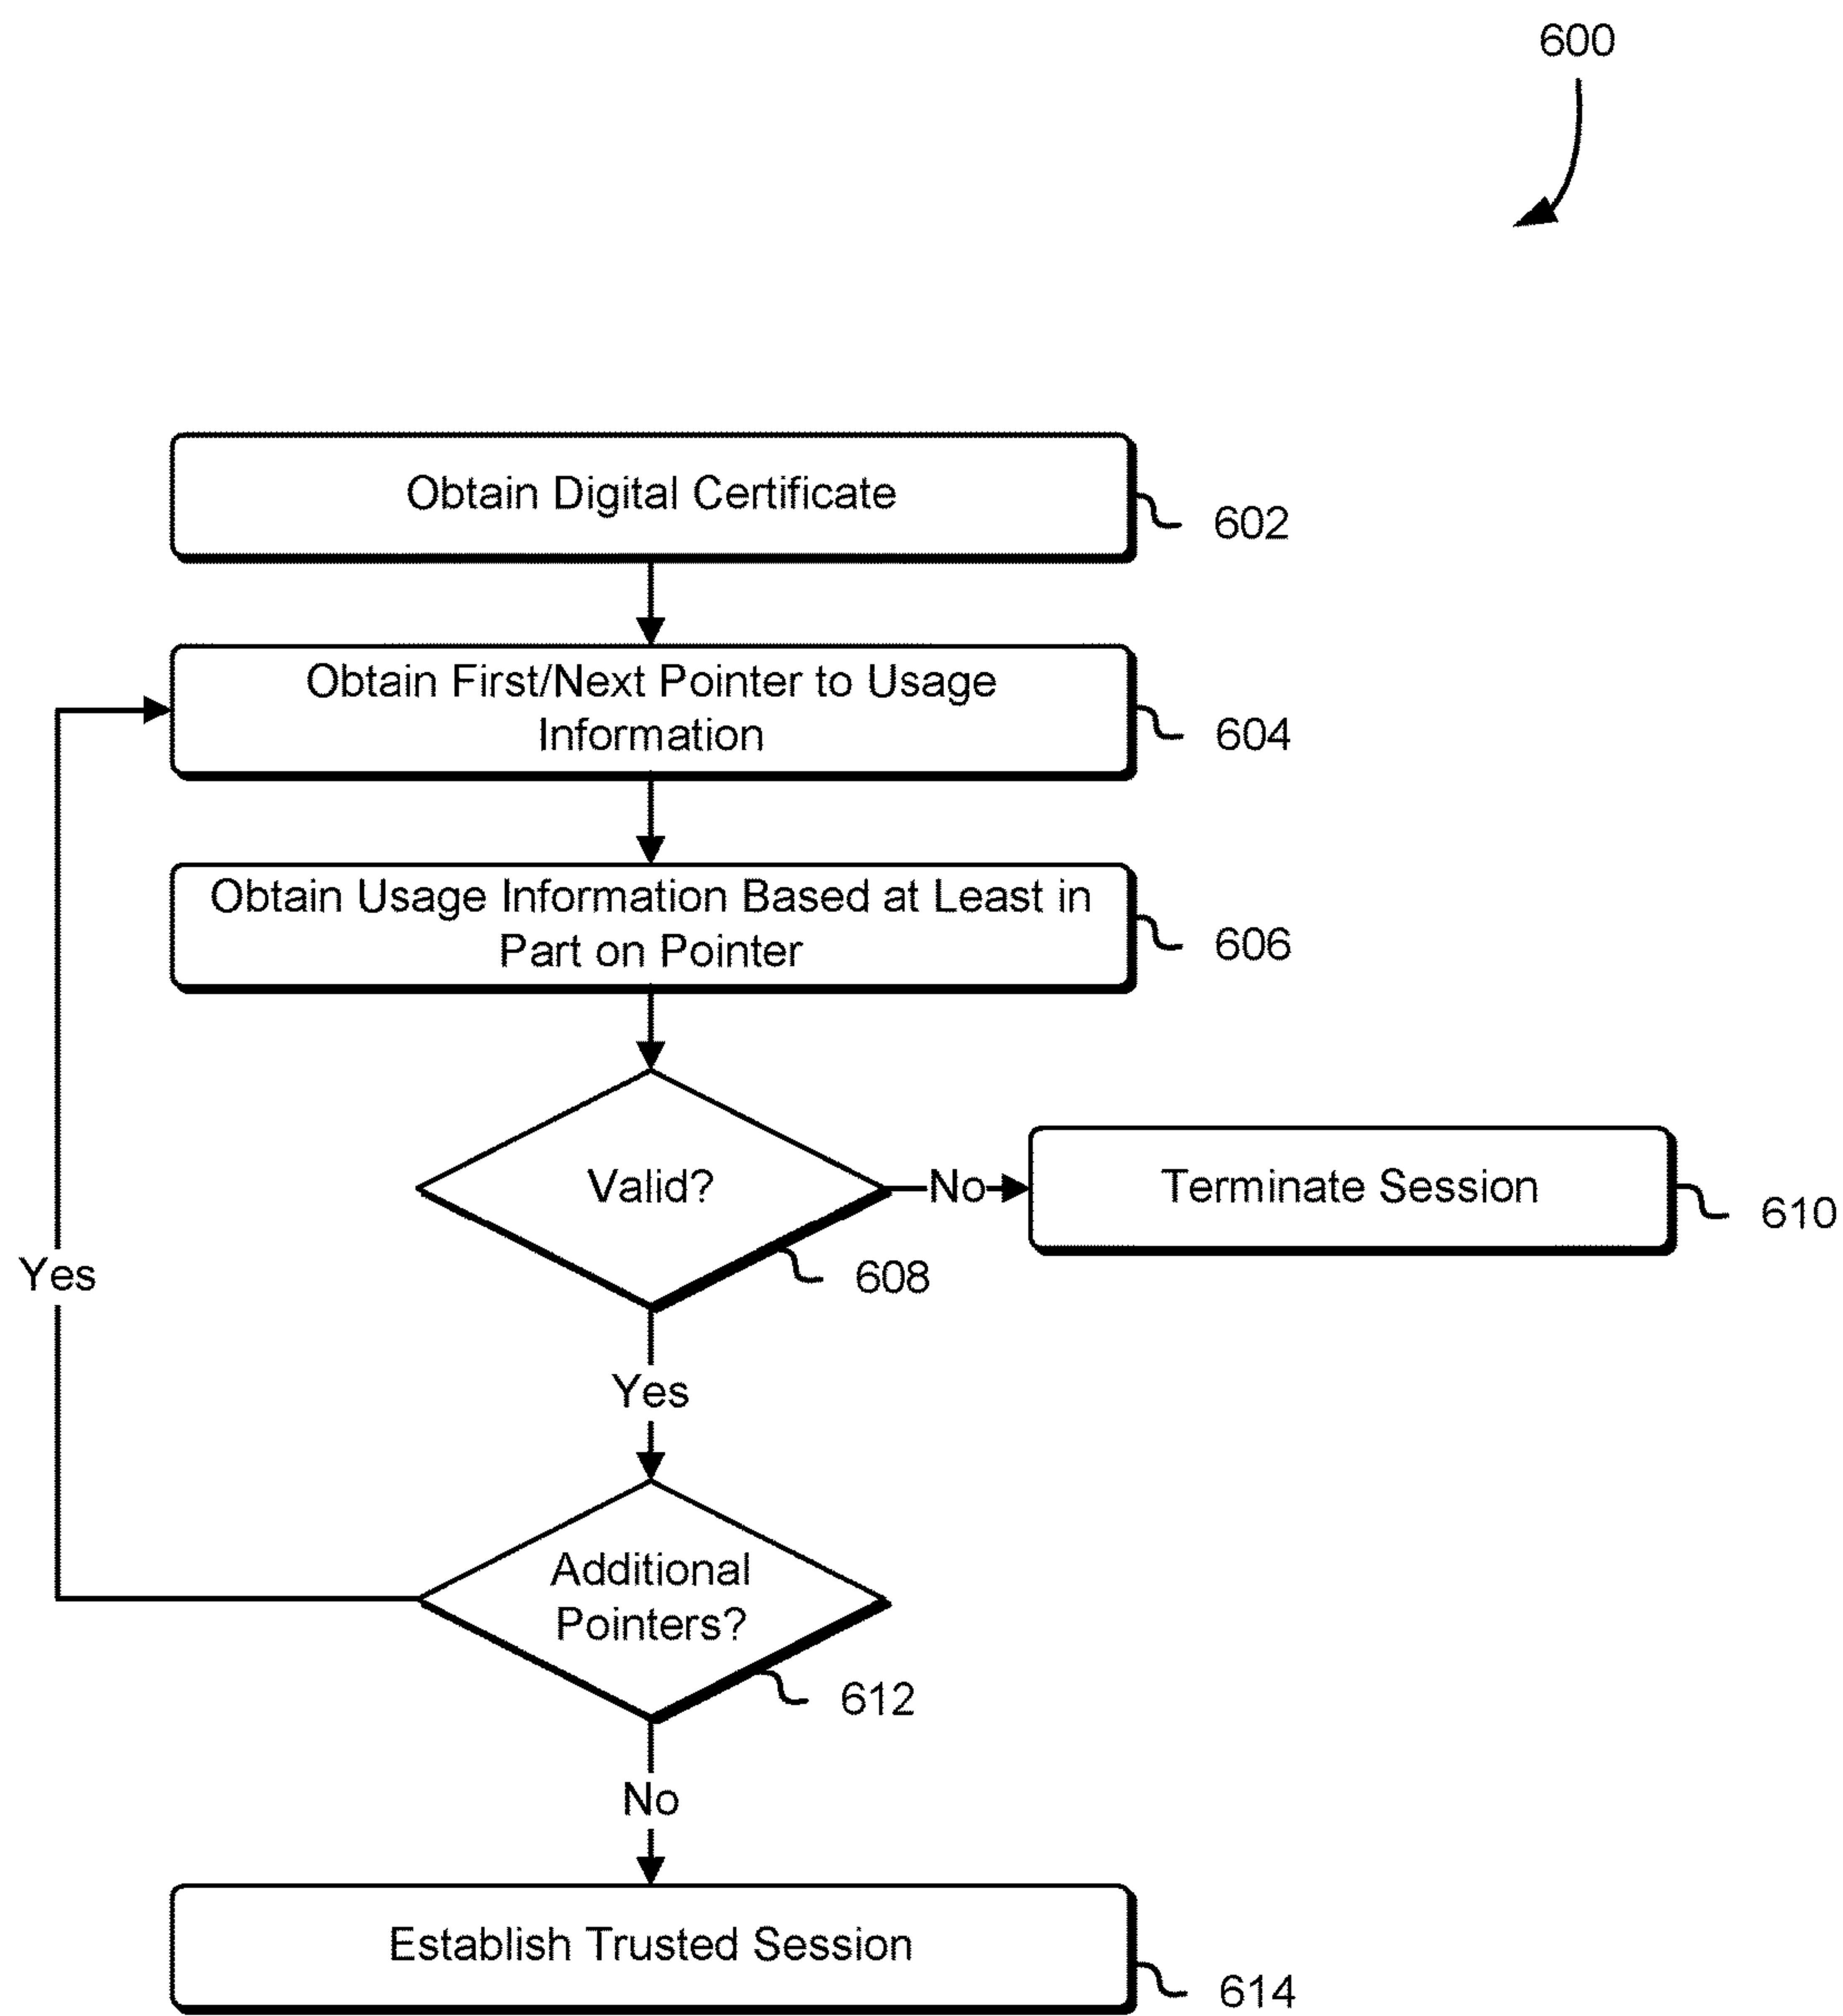 600
Obtain Digital Certificate
602
Obtain First/Next Pointer to Usage
Information
604
Obtain Usage Information Based at Least in
Part on Pointer
606
Valid?
No
Terminate Session
610
608
Yes
Yes
Additional
Pointers?
612
No
Establish Trusted Session
614